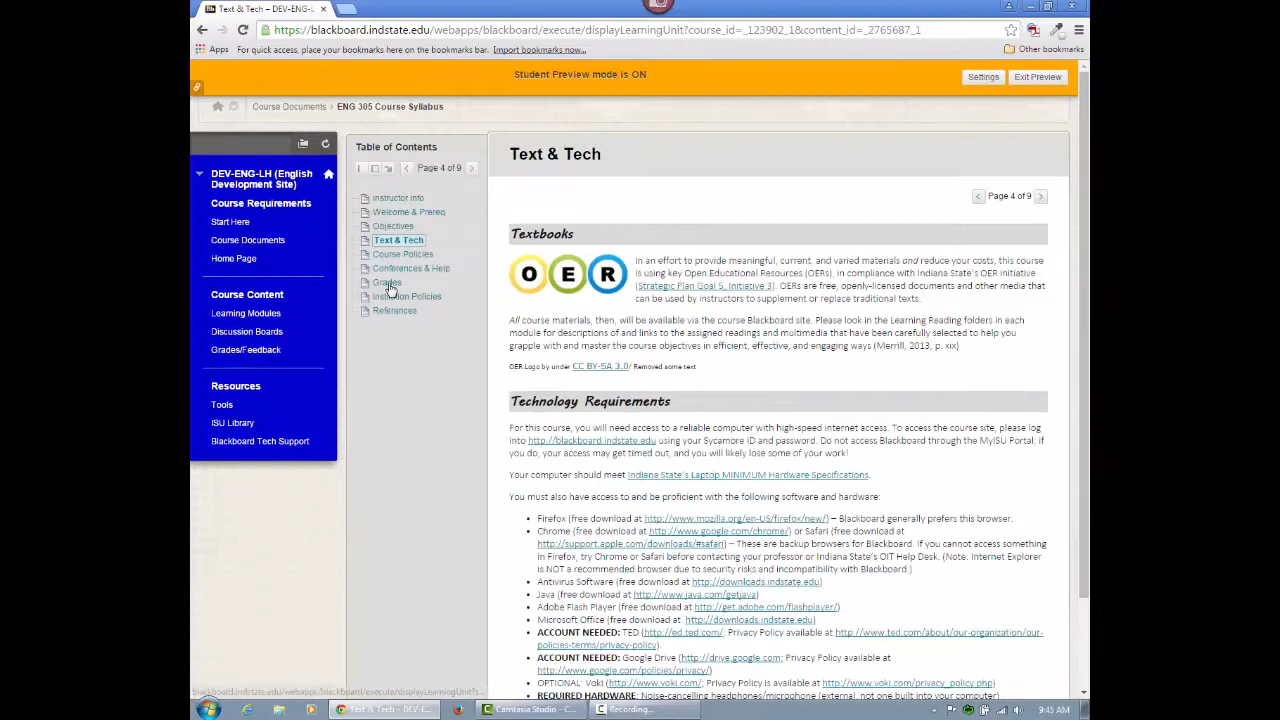 Text & Tech – DEV-ENG-L
https://blackboard.indstate.edu/webapps/blackboard/execute/displayLearningUnit?course_id=_123902_1&content_id=_2765687_1
Apps For quick access, place your bookmarks here on the bookmarks bar. Import bookmarks now... Other bookmarks
Student Preview mode is ON Settings Exit Preview
Course Documents › ENG 305 Course Syllabus
DEV-ENG-LH (English
Development Site)
Course Requirements
Start Here
Course Documents
Home Page
Course Content
Learning Modules
Discussion Boards
Grades/Feedback
Resources
Tools
ISU Library
Blackboard Tech Support
Table of Contents
Page 4 of 9
Instructor Info
Welcome & Prereq
Objectives
Text & Tech
Course Policies
Conferences & Help
Grades
Institution Policies
References
Text & Tech
Page 4 of 9
Textbooks
OER
In an effort to provide meaningful, current, and varied materials and reduce your costs, this course
is using key Open Educational Resources (OERs), in compliance with Indiana State's OER initiative
(Strategic Plan Goal 5, Initiative 3). OERs are free, openly-licensed documents and other media that
can be used by instructors to supplement or replace traditional texts.
All course materials, then, will be available via the course Blackboard site. Please look in the Learning Reading folders in each
module for descriptions of and links to the assigned readings and multimedia that have been carefully selected to help you
grapple with and master the course objectives in efficient, effective, and engaging ways (Merrill, 2013, p. xix)
OER Logo by under CC BY-SA 3.0/ Removed some text
Technology Requirements
For this course, you will need access to a reliable computer with high-speed internet access. To access the course site, please log
into http://blackboard.indstate.edu using your Sycamore ID and password. Do not access Blackboard through the MyISU Portal; if
you do, your access may get timed out, and you will likely lose some of your work!
Your computer should meet Indiana State's Laptop MINIMUM Hardware Specifications.
You must also have access to and be proficient with the following software and hardware:
• Firefox (free download at http://www.mozilla.org/en-US/firefox/new/) – Blackboard generally prefers this browser.
• Chrome (free download at http://www.google.com/chrome/) or Safari (free download at
http://support.apple.com/downloads/#safari) – These are backup browsers for Blackboard. If you cannot access something
in Firefox, try Chrome or Safari before contacting your professor or Indiana State's OIT Help Desk. (Note: Internet Explorer
is NOT a recommended browser due to security risks and incompatibility with Blackboard.)
• Antivirus Software (free download at http://downloads.indstate.edu)
• Java (free download at http://www.java.com/getjava)
• Adobe Flash Player (free download at http://get.adobe.com/flashplayer/)
• Microsoft Office (free download at http://downloads.indstate.edu)
• ACCOUNT NEEDED: TED (http://ed.ted.com/; Privacy Policy available at http://www.ted.com/about/our-organization/our-
policies-terms/privacy-policy)
• ACCOUNT NEEDED: Google Drive (http://drive.google.com; Privacy Policy available at
http://www.google.com/policies/privacy/)
• OPTIONAL: Voki (http://www.voki.com/; Privacy Policy is available at http://www.voki.com/privacy_policy.php)
• REQUIRED HARDWARE: Noise-cancelling headphones/microphone (external, not one built into your computer)
blackboard.indstate.edu/webapps/blackboard/execute/displayLearningUnit?c...
Text & Tech – DEV-E... Camtasia Studio - C... Recording... 9:45 AM